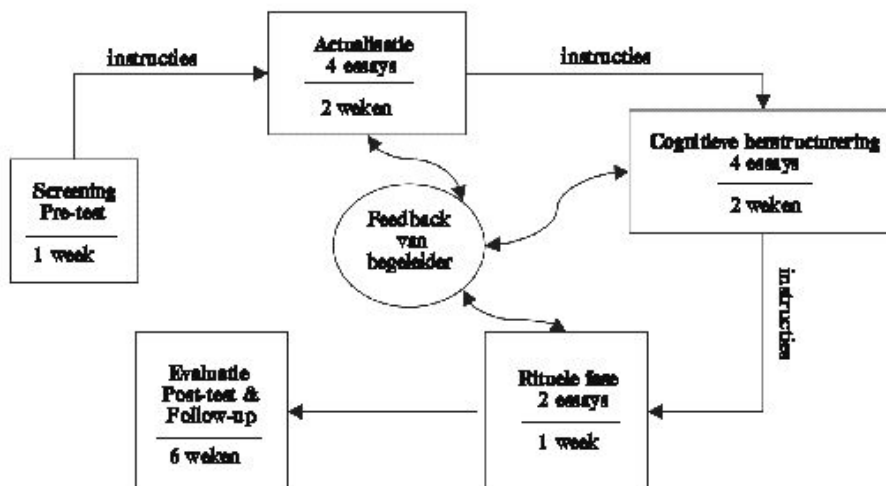 instructies
Actualisatie
4 essays
2 weken
instructies
Screening
Pre-test
1 week
Cognitieve herstructurering
4 essays
2 weken
Feedback
van
begeleider
instructies
Evaluatie
Post-test &
Follow-up
6 weken
Rituele fase
2 essays
1 week